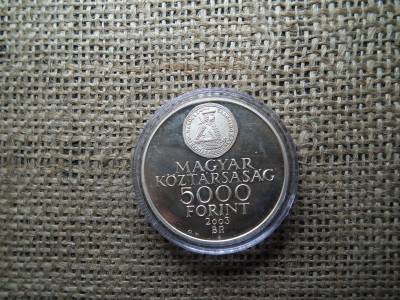 MAGYAR
KÖZTÁRSASÁG
5000
FORINT
2003
BP.